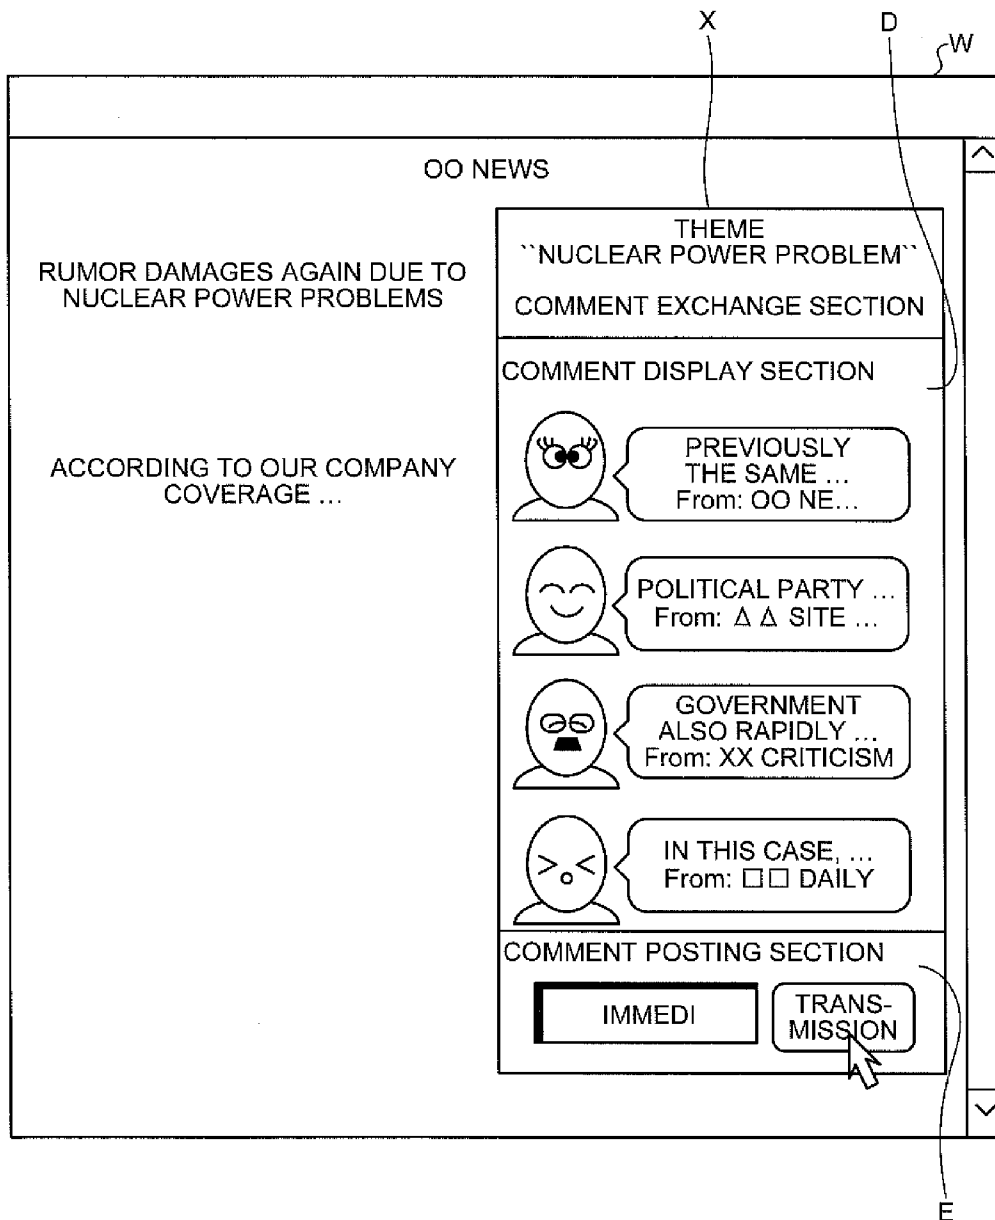 X
D
W
OO NEWS
THEME
``NUCLEAR POWER PROBLEM``
COMMENT EXCHANGE SECTION
RUMOR DAMAGES AGAIN DUE TO
NUCLEAR POWER PROBLEMS
ACCORDING TO OUR COMPANY
COVERAGE ...
COMMENT DISPLAY SECTION
PREVIOUSLY
THE SAME ...
From: OO NE...
POLITICAL PARTY ...
From: Δ Δ SITE ...
GOVERNMENT
ALSO RAPIDLY ...
From: XX CRITICISM
IN THIS CASE, ...
From: □□ DAILY
COMMENT POSTING SECTION
IMMEDI
TRANS-
MISSION
E